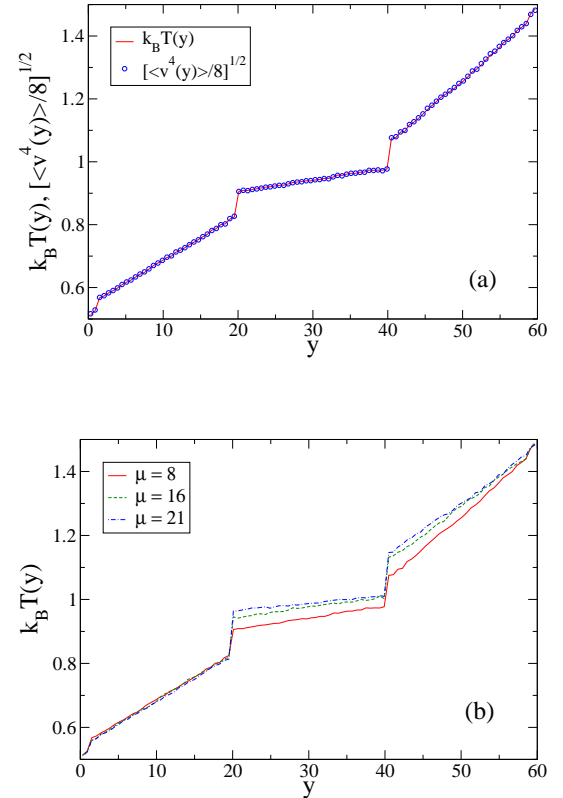 1.4
1.2
1
0.8
0.6
k_B T(y), [<v^4(y)>/8]^{1/2}
k_B T(y)
[<v^4(y)>/8]^{1/2}
(a)
0 10 20 30 40 50 60
y
1.4
1.2
1
0.8
0.6
k_B T(y)
μ = 8
μ = 16
μ = 21
(b)
0 10 20 30 40 50 60
y